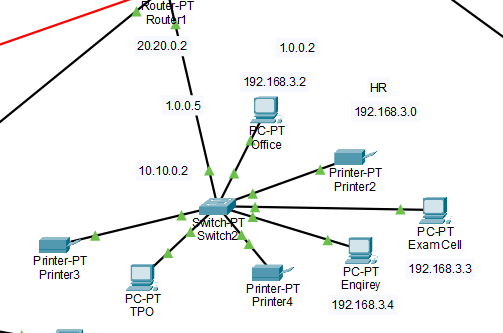 Router-PT
Router1
20.20.0.2
1.0.0.2
192.168.3.2
HR
192.168.3.0
1.0.0.5
PC-PT
Office
10.10.0.2
Printer-PT
Printer2
Switch-PT
Switch2
PC-PT
Exam Cell
192.168.3.3
Printer-PT
Printer3
PC-PT
TPO
Printer-PT
Printer4
PC-PT
Enqirey
192.168.3.4